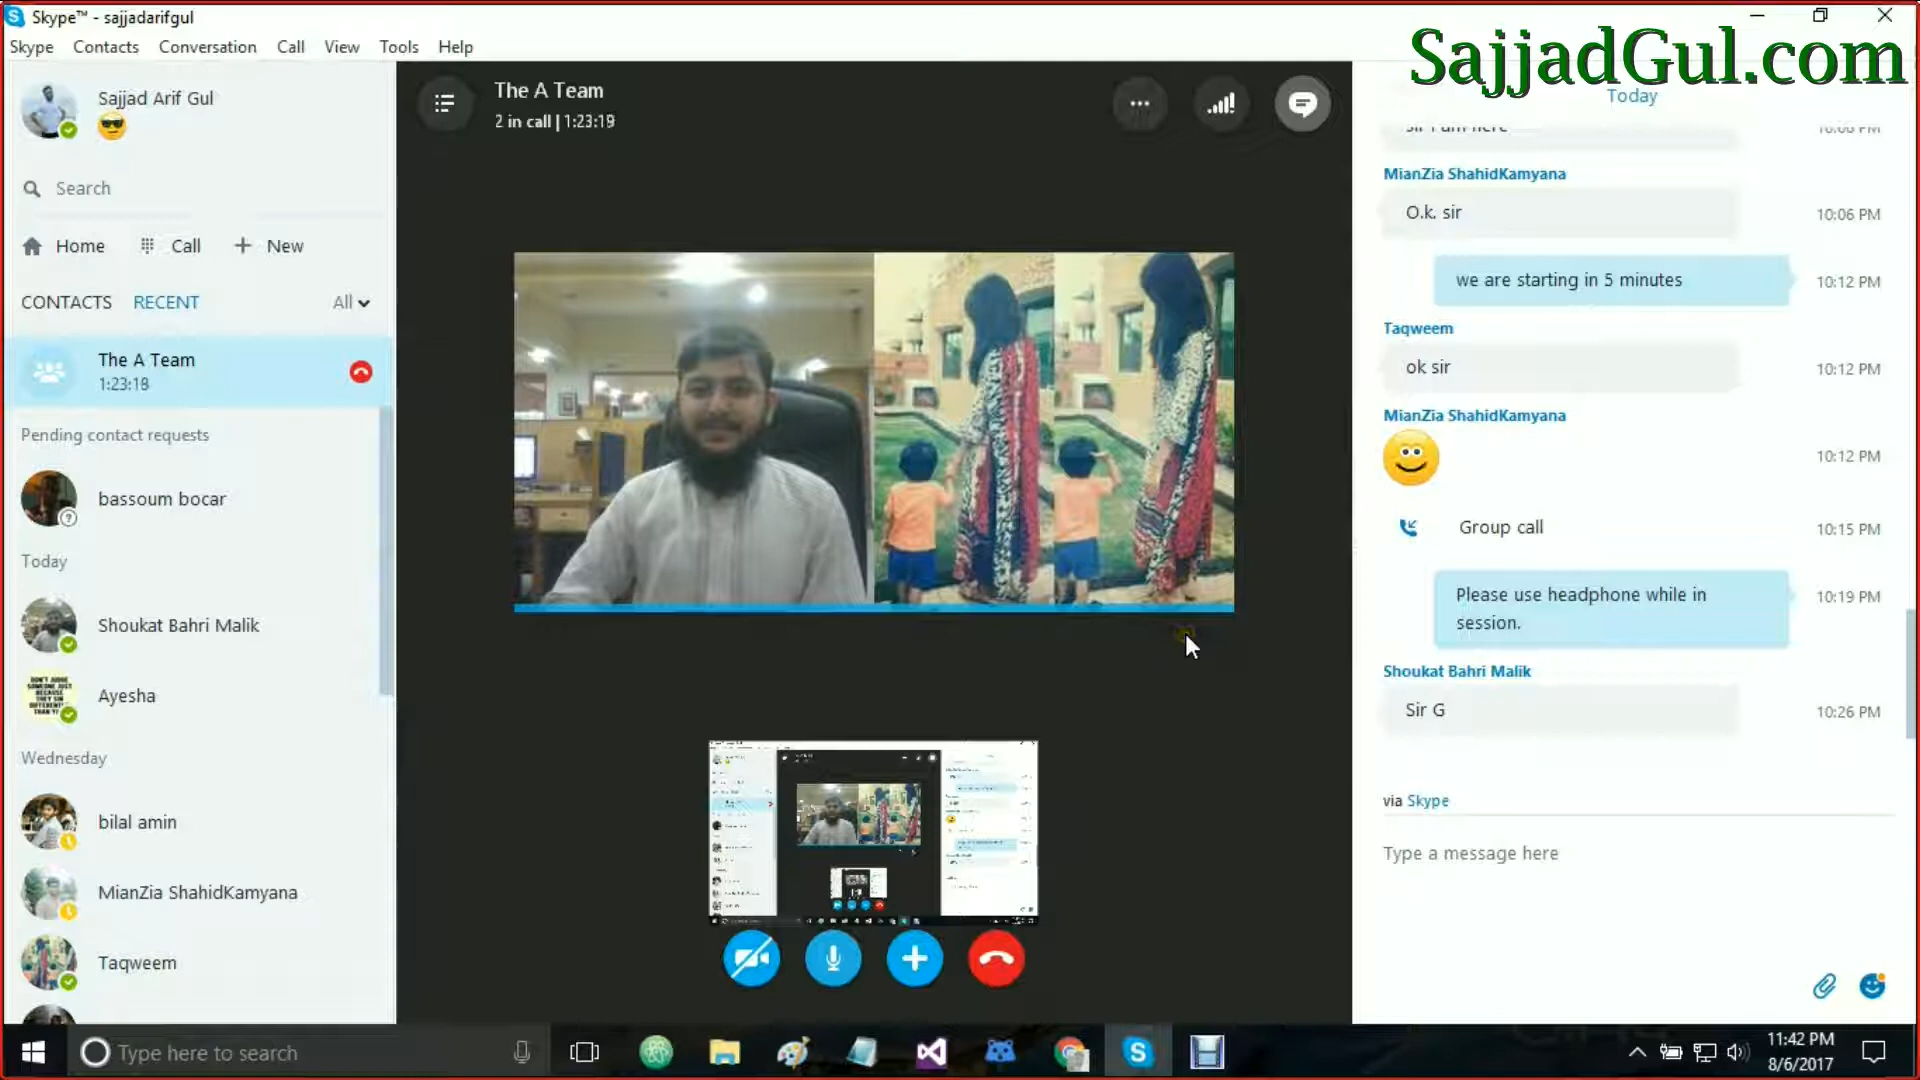 Skype™ - sajjadarifgul
Skype Contacts Conversation Call View Tools Help
SajjadGul.com
Sajjad Arif Gul
Search
Home Call New
CONTACTS RECENT All
The A Team
1:23:18
Pending contact requests
bassoum bocar
Today
Shoukat Bahri Malik
Ayesha
Wednesday
bilal amin
MianZia ShahidKamyana
Taqweem
The A Team
2 in call | 1:23:19
Today
MianZia ShahidKamyana
O.k. sir
10:06 PM
we are starting in 5 minutes
10:12 PM
Taqweem
ok sir
10:12 PM
MianZia ShahidKamyana
10:12 PM
Group call
10:15 PM
Please use headphone while in
session.
10:19 PM
Shoukat Bahri Malik
Sir G
10:26 PM
via Skype
Type a message here
Type here to search
11:42 PM
8/6/2017